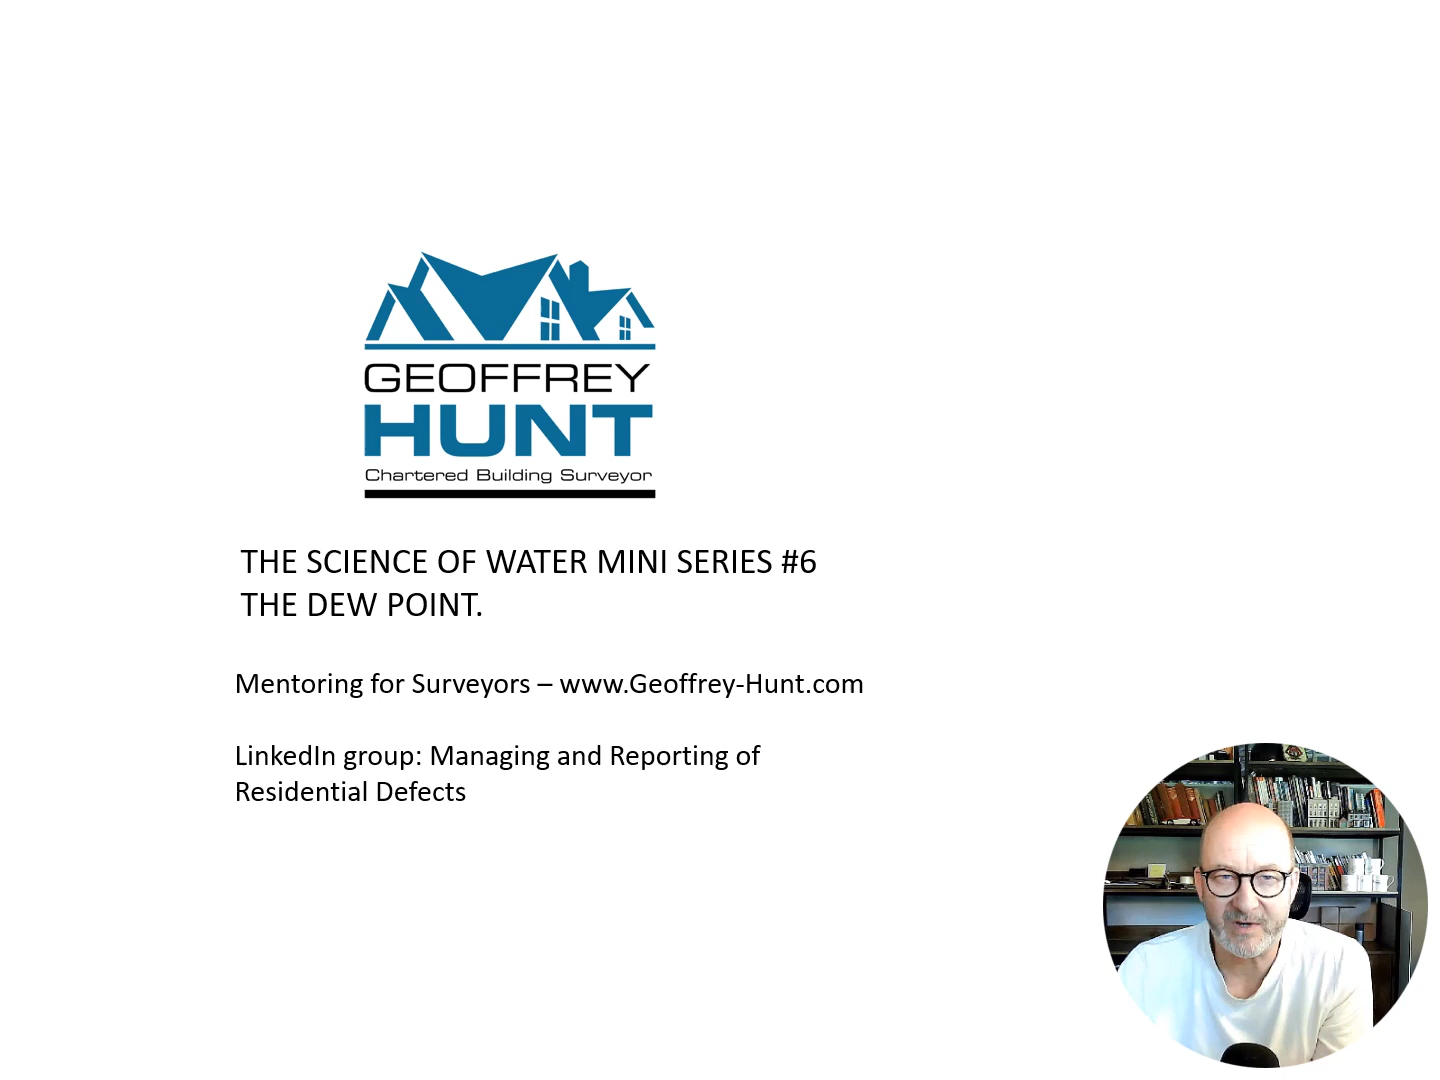 GEOFFREY
HUNT
Chartered Building Surveyor
THE SCIENCE OF WATER MINI SERIES #6
THE DEW POINT.
Mentoring for Surveyors – www.Geoffrey-Hunt.com
LinkedIn group: Managing and Reporting of
Residential Defects